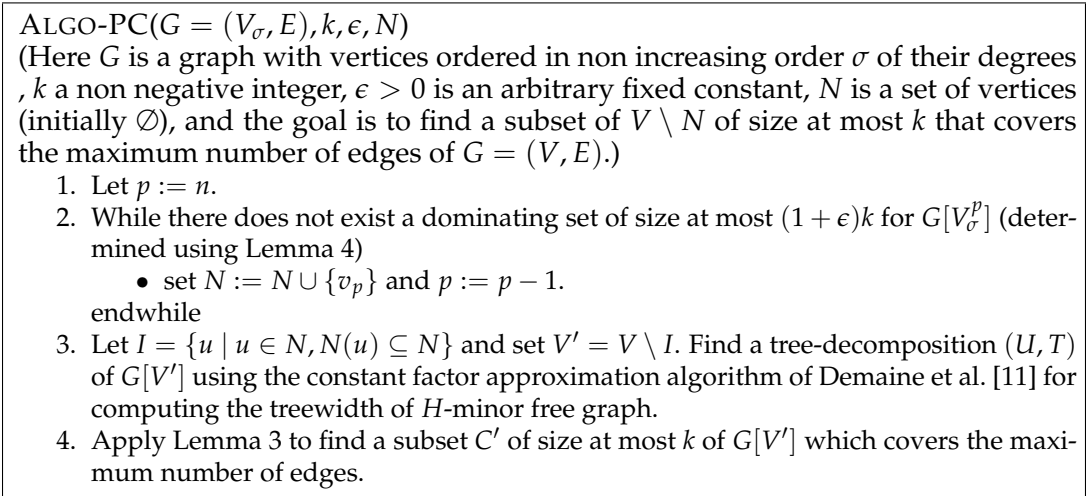 ALGO-PC(G = (V_σ, E), k, ϵ, N)
(Here G is a graph with vertices ordered in non increasing order σ of their degrees
, k a non negative integer, ϵ > 0 is an arbitrary fixed constant, N is a set of vertices
(initially ∅), and the goal is to find a subset of V \ N of size at most k that covers
the maximum number of edges of G = (V, E).)
1. Let p := n.
2. While there does not exist a dominating set of size at most (1 + ϵ)k for G[V_σ^p] (deter-
mined using Lemma 4)
• set N := N ∪ {v_p} and p := p − 1.
endwhile
3. Let I = {u | u ∈ N, N(u) ⊆ N} and set V′ = V \ I. Find a tree-decomposition (U, T)
of G[V′] using the constant factor approximation algorithm of Demaine et al. [11] for
computing the treewidth of H-minor free graph.
4. Apply Lemma 3 to find a subset C′ of size at most k of G[V′] which covers the maxi-
mum number of edges.